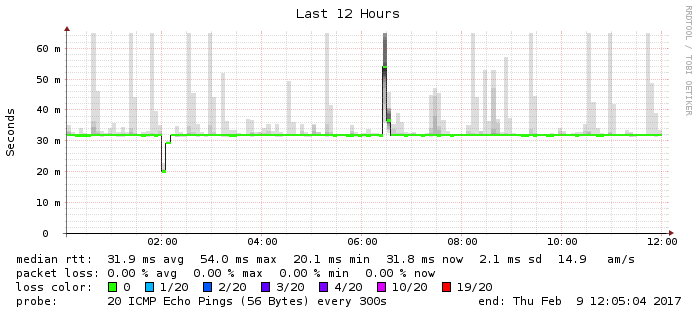 Last 12 Hours
RRDTOOL / TOBI OETIKER
Seconds
60 m
50 m
40 m
30 m
20 m
10 m
0
02:00 04:00 06:00 08:00 10:00 12:00
median rtt: 31.9 ms avg 54.0 ms max 20.1 ms min 31.8 ms now 2.1 ms sd 14.9 am/s
packet loss: 0.00 % avg 0.00 % max 0.00 % min 0.00 % now
loss color: 0 1/20 2/20 3/20 4/20 10/20 19/20
probe: 20 ICMP Echo Pings (56 Bytes) every 300s end: Thu Feb 9 12:05:04 2017